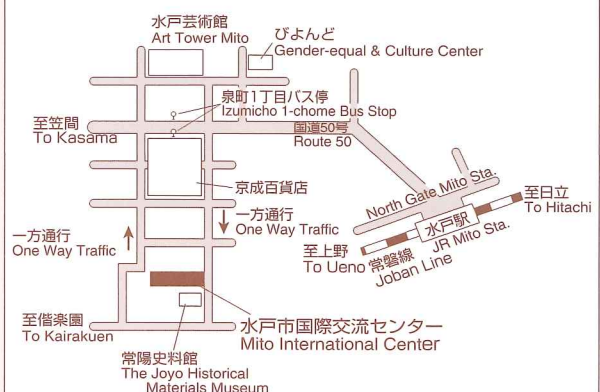 水戸芸術館
Art Tower Mito
びよんど
Gender-equal & Culture Center
泉町1丁目バス停
Izumicho 1-chome Bus Stop
至笠間
To Kasama
国道50号
Route 50
京成百貨店
North Gate Mito Sta.
至日立
To Hitachi
水戸駅
JR Mito Sta.
一方通行
One Way Traffic
一方通行
One Way Traffic
至上野
To Ueno
常磐線
Joban Line
至偕楽園
To Kairakuen
水戸市国際交流センター
Mito International Center
常陽史料館
The Joyo Historical
Materials Museum